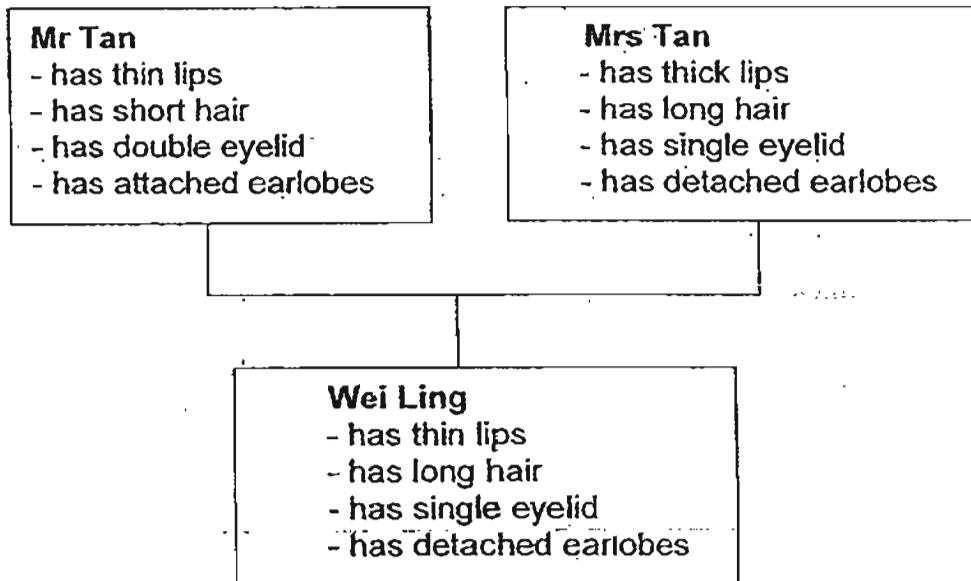 Mr Tan
- has thin lips
- has short hair
- has double eyelid
- has attached earlobes
Mrs Tan
- has thick lips
- has long hair
- has single eyelid
- has detached earlobes
Wei Ling
- has thin lips
- has long hair
- has single eyelid
- has detached earlobes